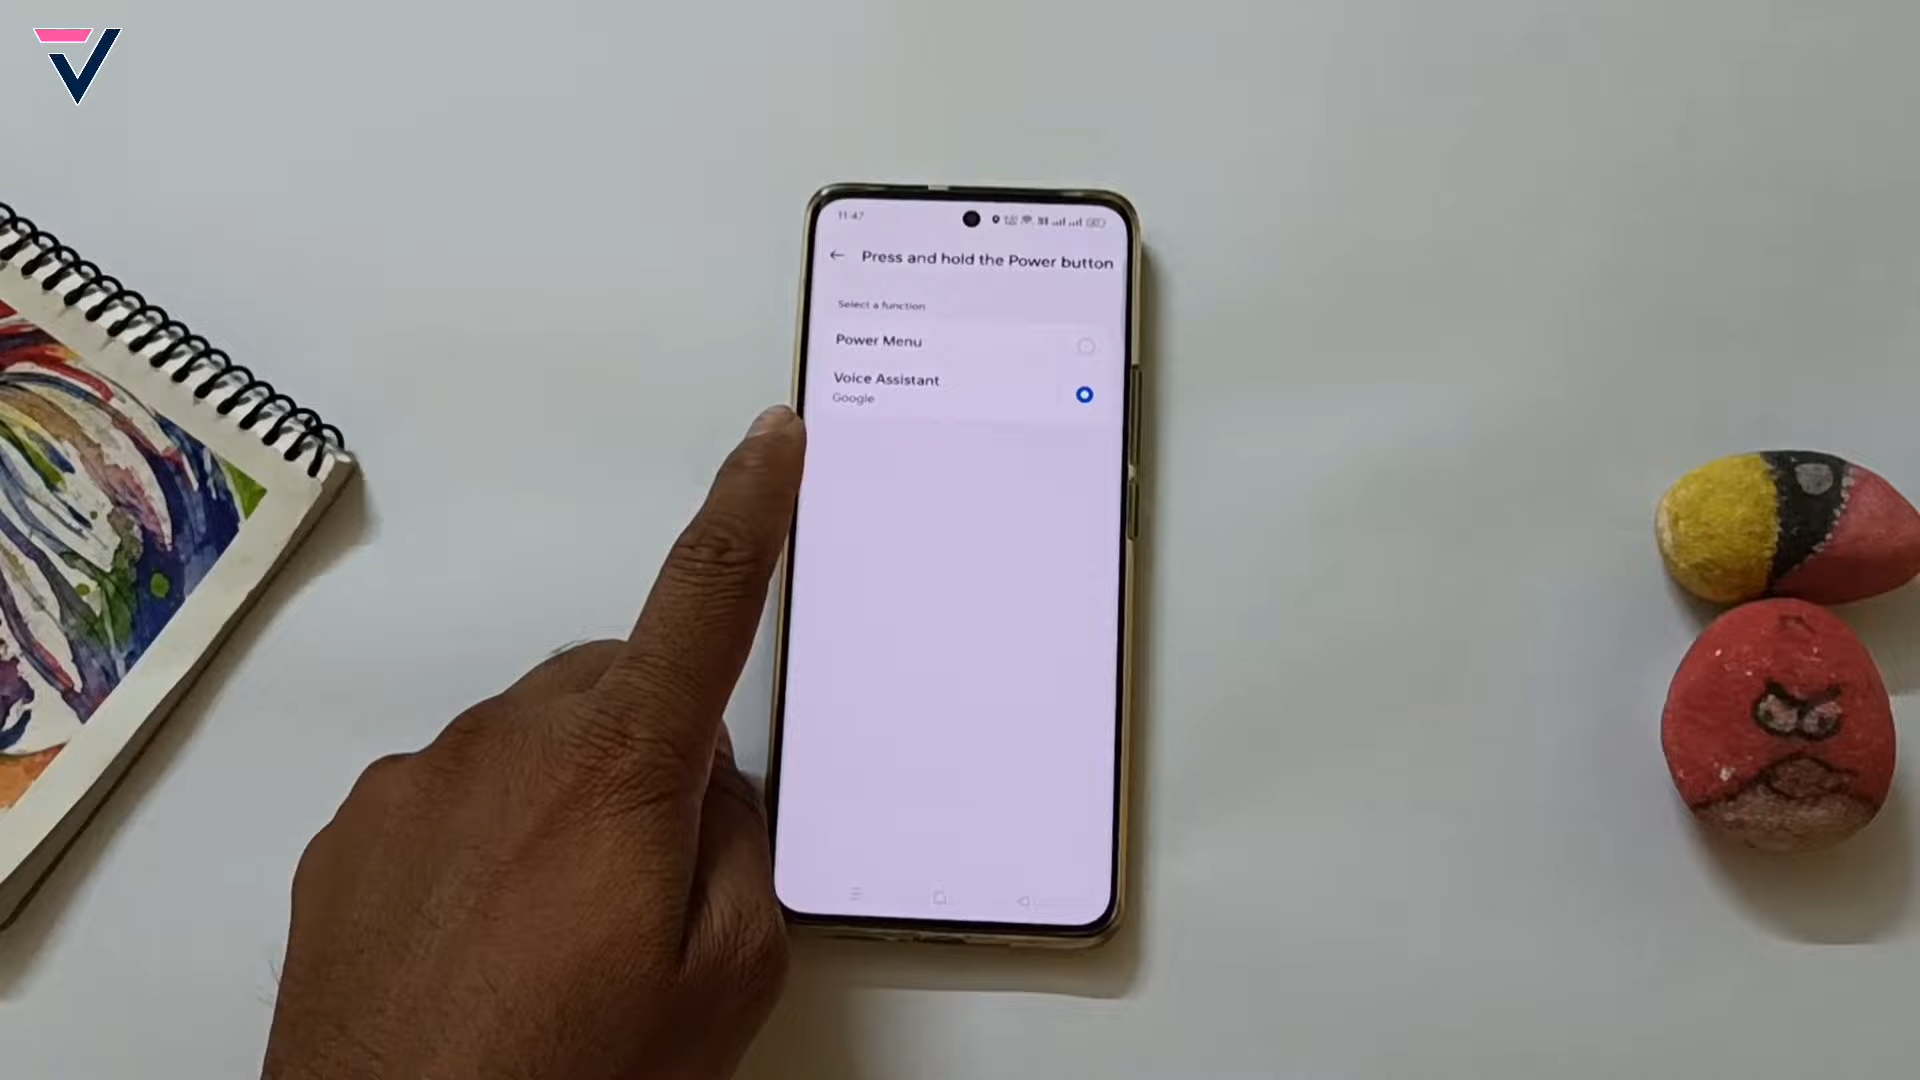 11:47
Press and hold the Power button
Select a function
Power Menu
Voice Assistant
Google